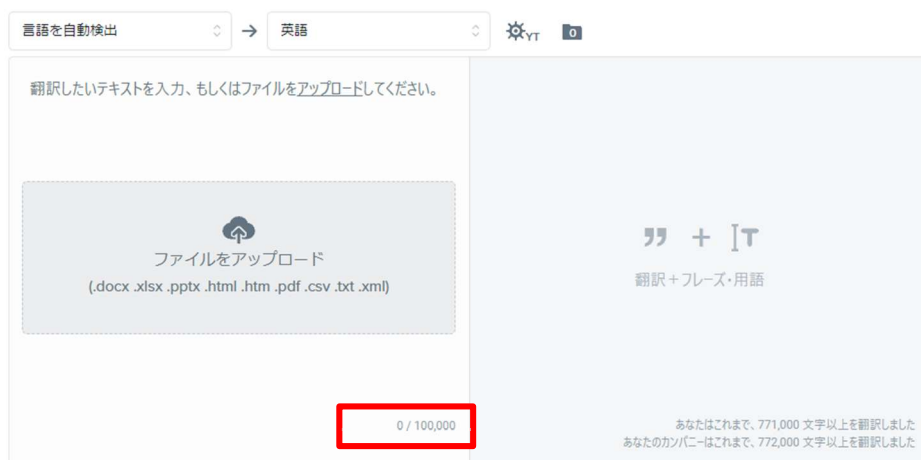 言語を自動検出 → 英語 YT 0
翻訳したいテキストを入力、もしくはファイルをアップロードしてください。
ファイルをアップロード
(.docx .xlsx .pptx .html .htm .pdf .csv .txt .xml)
0 / 100,000
翻訳+フレーズ・用語
あなたはこれまで、771,000 文字以上を翻訳しました
あなたのカンパニーはこれまで、772,000 文字以上を翻訳しました